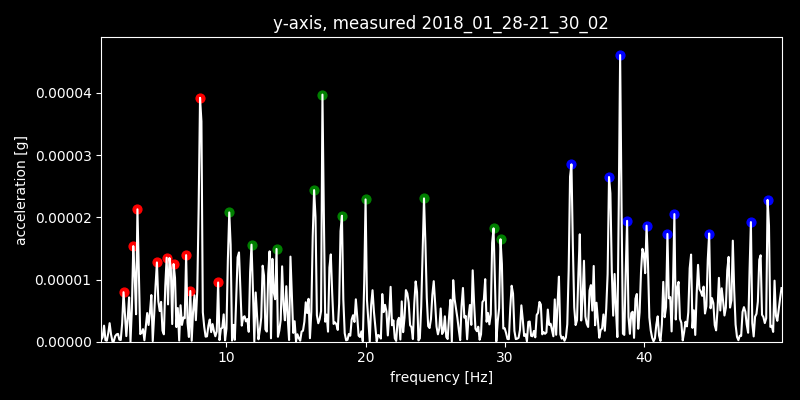 y-axis, measured 2018_01_28-21_30_02
acceleration [g]
0.00004
0.00003
0.00002
0.00001
0.00000
10 20 30 40
frequency [Hz]